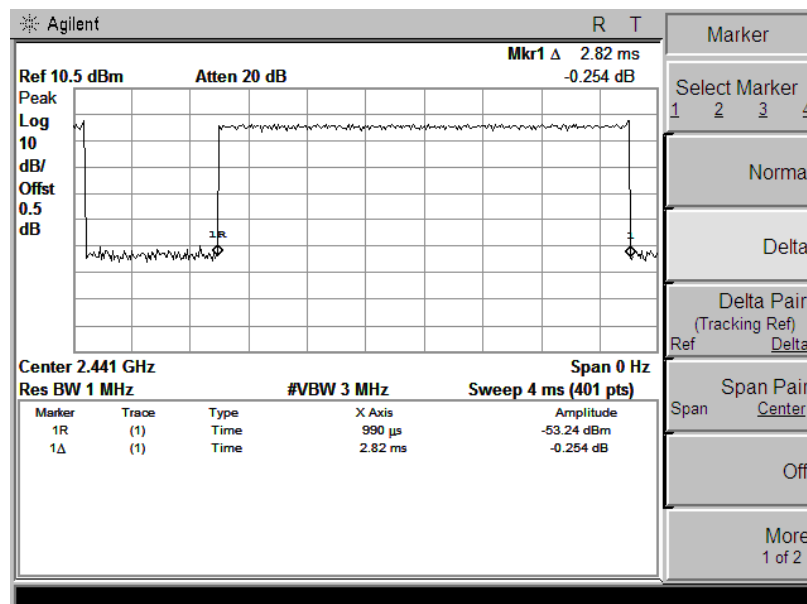 Agilent R T
Mkr1 Δ 2.82 ms
Ref 10.5 dBm Atten 20 dB -0.254 dB
Peak
Log
10
dB/
Offst
0.5
dB
1R
1
Center 2.441 GHz Span 0 Hz
Res BW 1 MHz #VBW 3 MHz Sweep 4 ms (401 pts)
Marker Trace Type X Axis Amplitude
1R (1) Time 990 µs -53.24 dBm
1Δ (1) Time 2.82 ms -0.254 dB
Marker
Select Marker
1 2 3 4
Norma
Delta
Delta Pair
(Tracking Ref)
Ref Delta
Span Pair
Span Center
Off
More
1 of 2